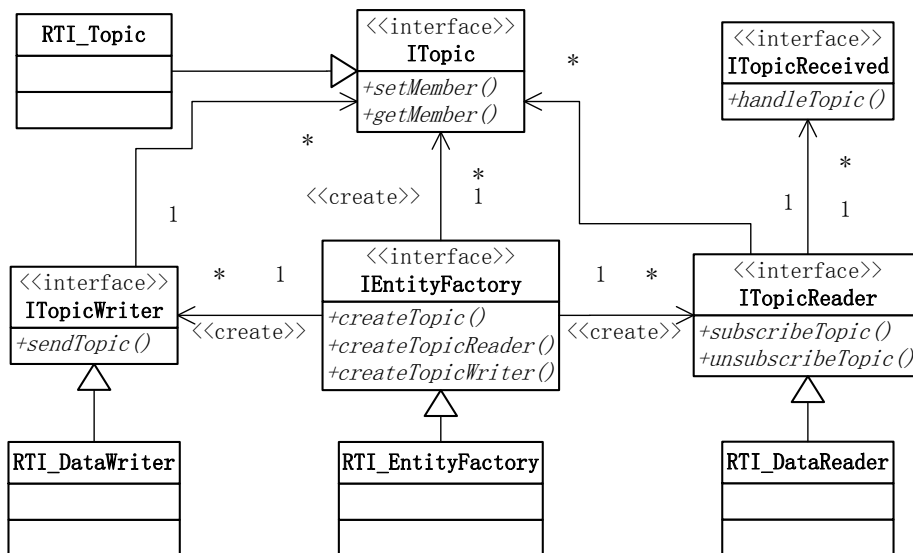 RTI_Topic
<<interface>>
ITopic
+setMember()
+getMember()
<<interface>>
ITopicReceived
+handleTopic()
*
*
*
1
<<create>>
*
1
1
1
<<interface>>
ITopicWriter
+sendTopic()
*
1
<<create>>
<<interface>>
IEntityFactory
+createTopic()
+createTopicReader()
+createTopicWriter()
1
*
<<create>>
<<interface>>
ITopicReader
+subscribeTopic()
+unsubscribeTopic()
RTI_DataWriter
RTI_EntityFactory
RTI_DataReader